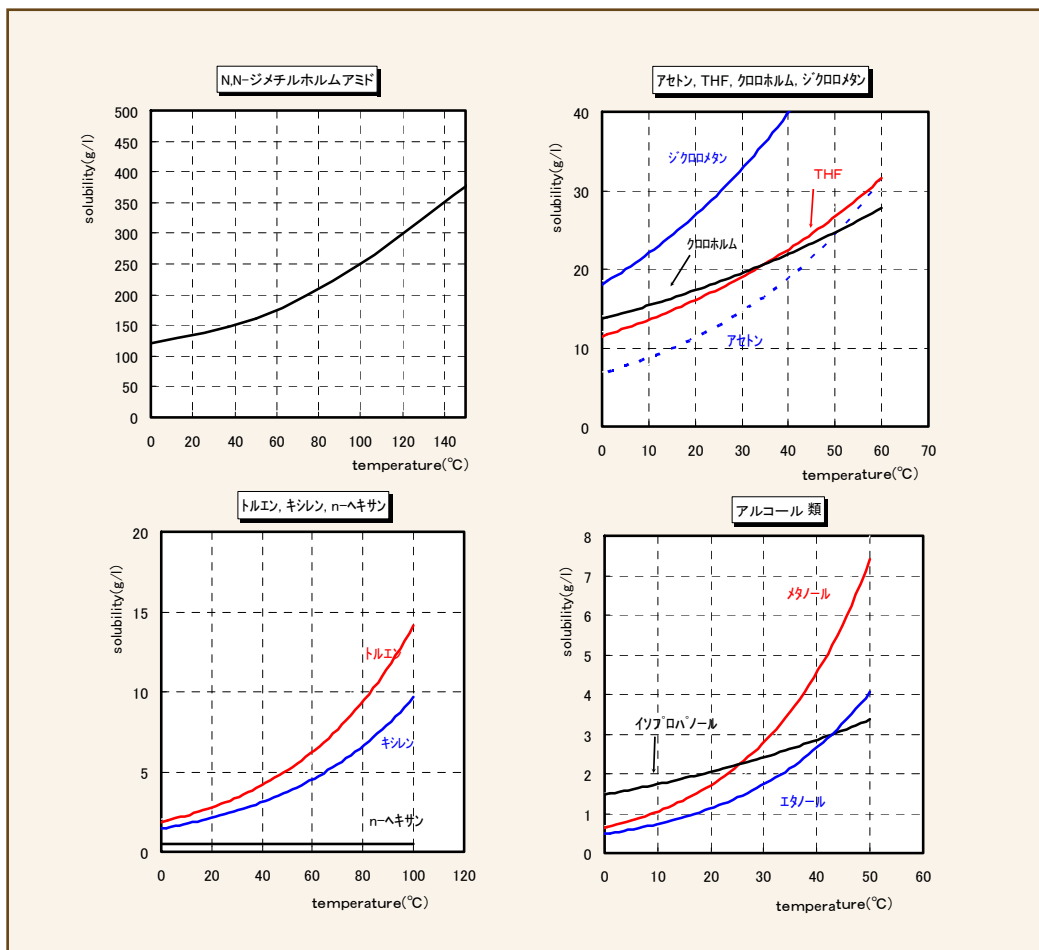 N,N-ジメチルホルムアミド
500
450
400
350
300
250
200
150
100
50
0
solubility(g/l)
0 20 40 60 80 100 120 140
temperature(℃)
アセトン, THF, クロロホルム, ジクロロメタン
40
30
20
10
0
solubility(g/l)
ジクロロメタン
THF
クロロホルム
アセトン
0 10 20 30 40 50 60 70
temperature(℃)
トルエン, キシレン, n-ヘキサン
20
15
10
5
0
solubility(g/l)
トルエン
キシレン
n-ヘキサン
0 20 40 60 80 100 120
temperature(℃)
アルコール 類
8
7
6
5
4
3
2
1
0
solubility(g/l)
メタノール
イソプロパノール
エタノール
0 10 20 30 40 50 60
temperature(℃)